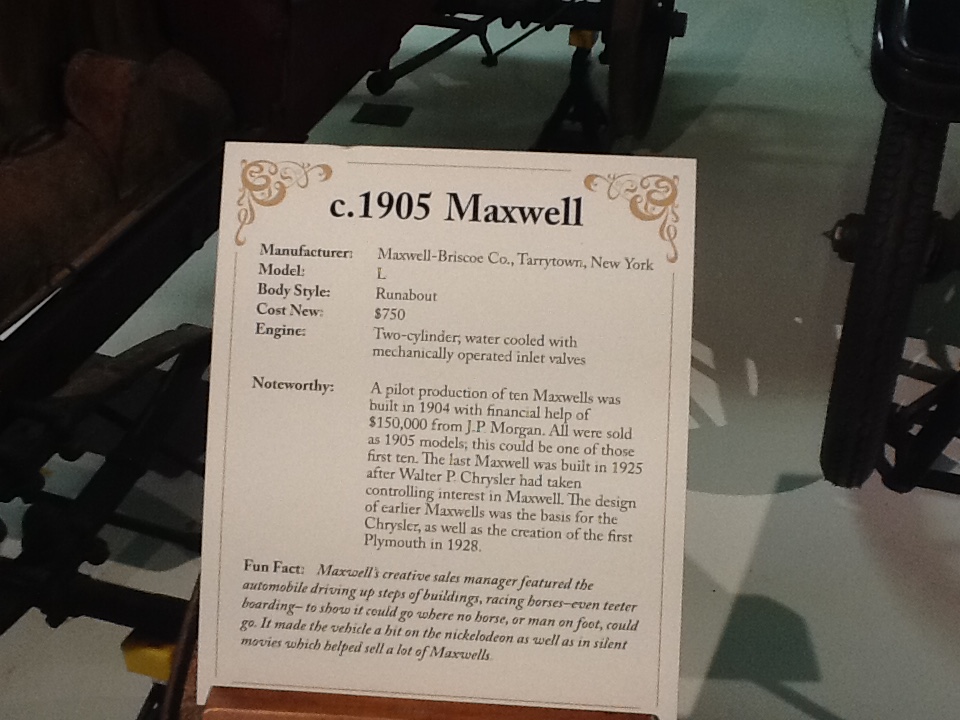 c.1905 Maxwell
Manufacturer: Maxwell-Briscoe Co., Tarrytown, New York
Model: L
Body Style: Runabout
Cost New: $750
Engine: Two-cylinder; water cooled with
mechanically operated inlet valves
Noteworthy: A pilot production of ten Maxwells was
built in 1904 with financial help of
$150,000 from J.P. Morgan. All were sold
as 1905 models; this could be one of those
first ten. The last Maxwell was built in 1925
after Walter P. Chrysler had taken
controlling interest in Maxwell. The design
of earlier Maxwells was the basis for the
Chrysler, as well as the creation of the first
Plymouth in 1928.
Fun Fact: Maxwell's creative sales manager featured the
automobile driving up steps of buildings, racing horses—even teeter
boarding— to show it could go where no horse, or man on foot, could
go. It made the vehicle a hit on the nickelodeon as well as in silent
movies which helped sell a lot of Maxwells.